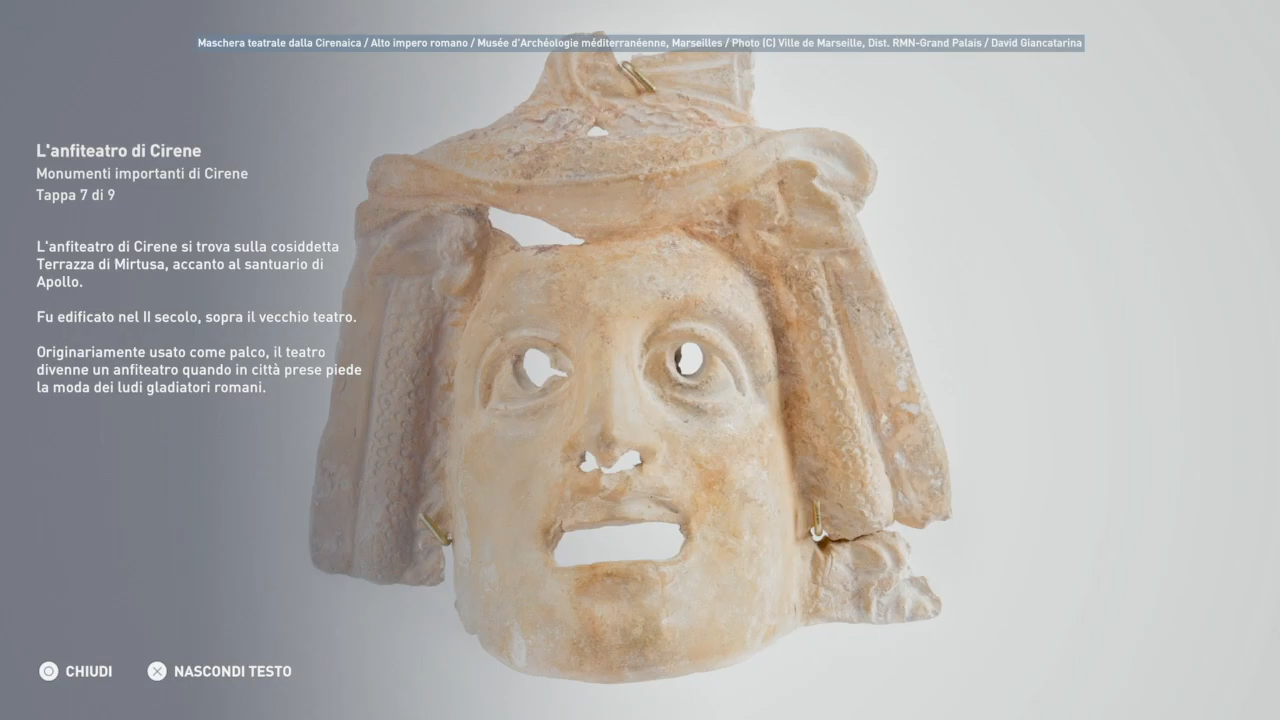 Maschera teatrale dalla Cirenaica / Alto impero romano / Musée d'Archéologie méditerranéenne, Marseilles / Photo (C) Ville de Marseille, Dist. RMN-Grand Palais / David Giancatarina
L'anfiteatro di Cirene
Monumenti importanti di Cirene
Tappa 7 di 9
L'anfiteatro di Cirene si trova sulla cosiddetta
Terrazza di Mirtusa, accanto al santuario di
Apollo.
Fu edificato nel II secolo, sopra il vecchio teatro.
Originariamente usato come palco, il teatro
divenne un anfiteatro quando in città prese piede
la moda dei ludi gladiatori romani.
CHIUDI
NASCONDI TESTO